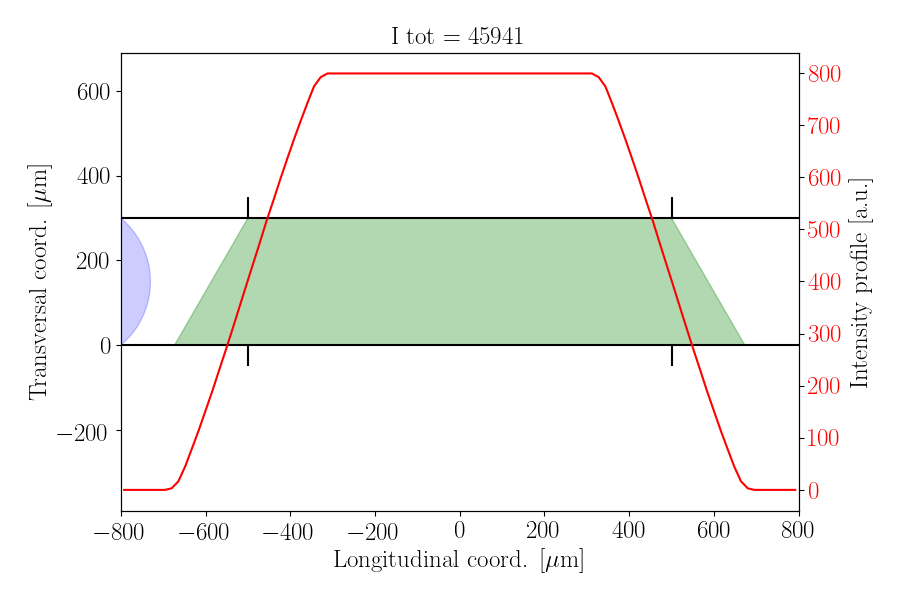 I tot = 45941
Transversal coord. [μm]
600
400
200
0
−200
800
700
600
500
400
300
200
100
0
Intensity profile [a.u.]
−800 −600 −400 −200 0 200 400 600 800
Longitudinal coord. [μm]